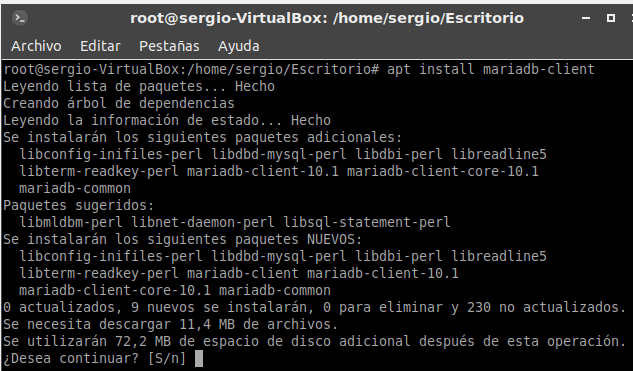 root@sergio-VirtualBox: /home/sergio/Escritorio
Archivo Editar Pestañas Ayuda
root@sergio-VirtualBox:/home/sergio/Escritorio# apt install mariadb-client
Leyendo lista de paquetes... Hecho
Creando árbol de dependencias
Leyendo la información de estado... Hecho
Se instalarán los siguientes paquetes adicionales:
  libconfig-inifiles-perl libdbd-mysql-perl libdbi-perl libreadline5
  libterm-readkey-perl mariadb-client-10.1 mariadb-client-core-10.1
  mariadb-common
Paquetes sugeridos:
  libmldbm-perl libnet-daemon-perl libsql-statement-perl
Se instalarán los siguientes paquetes NUEVOS:
  libconfig-inifiles-perl libdbd-mysql-perl libdbi-perl libreadline5
  libterm-readkey-perl mariadb-client mariadb-client-10.1
  mariadb-client-core-10.1 mariadb-common
0 actualizados, 9 nuevos se instalarán, 0 para eliminar y 230 no actualizados.
Se necesita descargar 11,4 MB de archivos.
Se utilizarán 72,2 MB de espacio de disco adicional después de esta operación.
¿Desea continuar? [S/n]